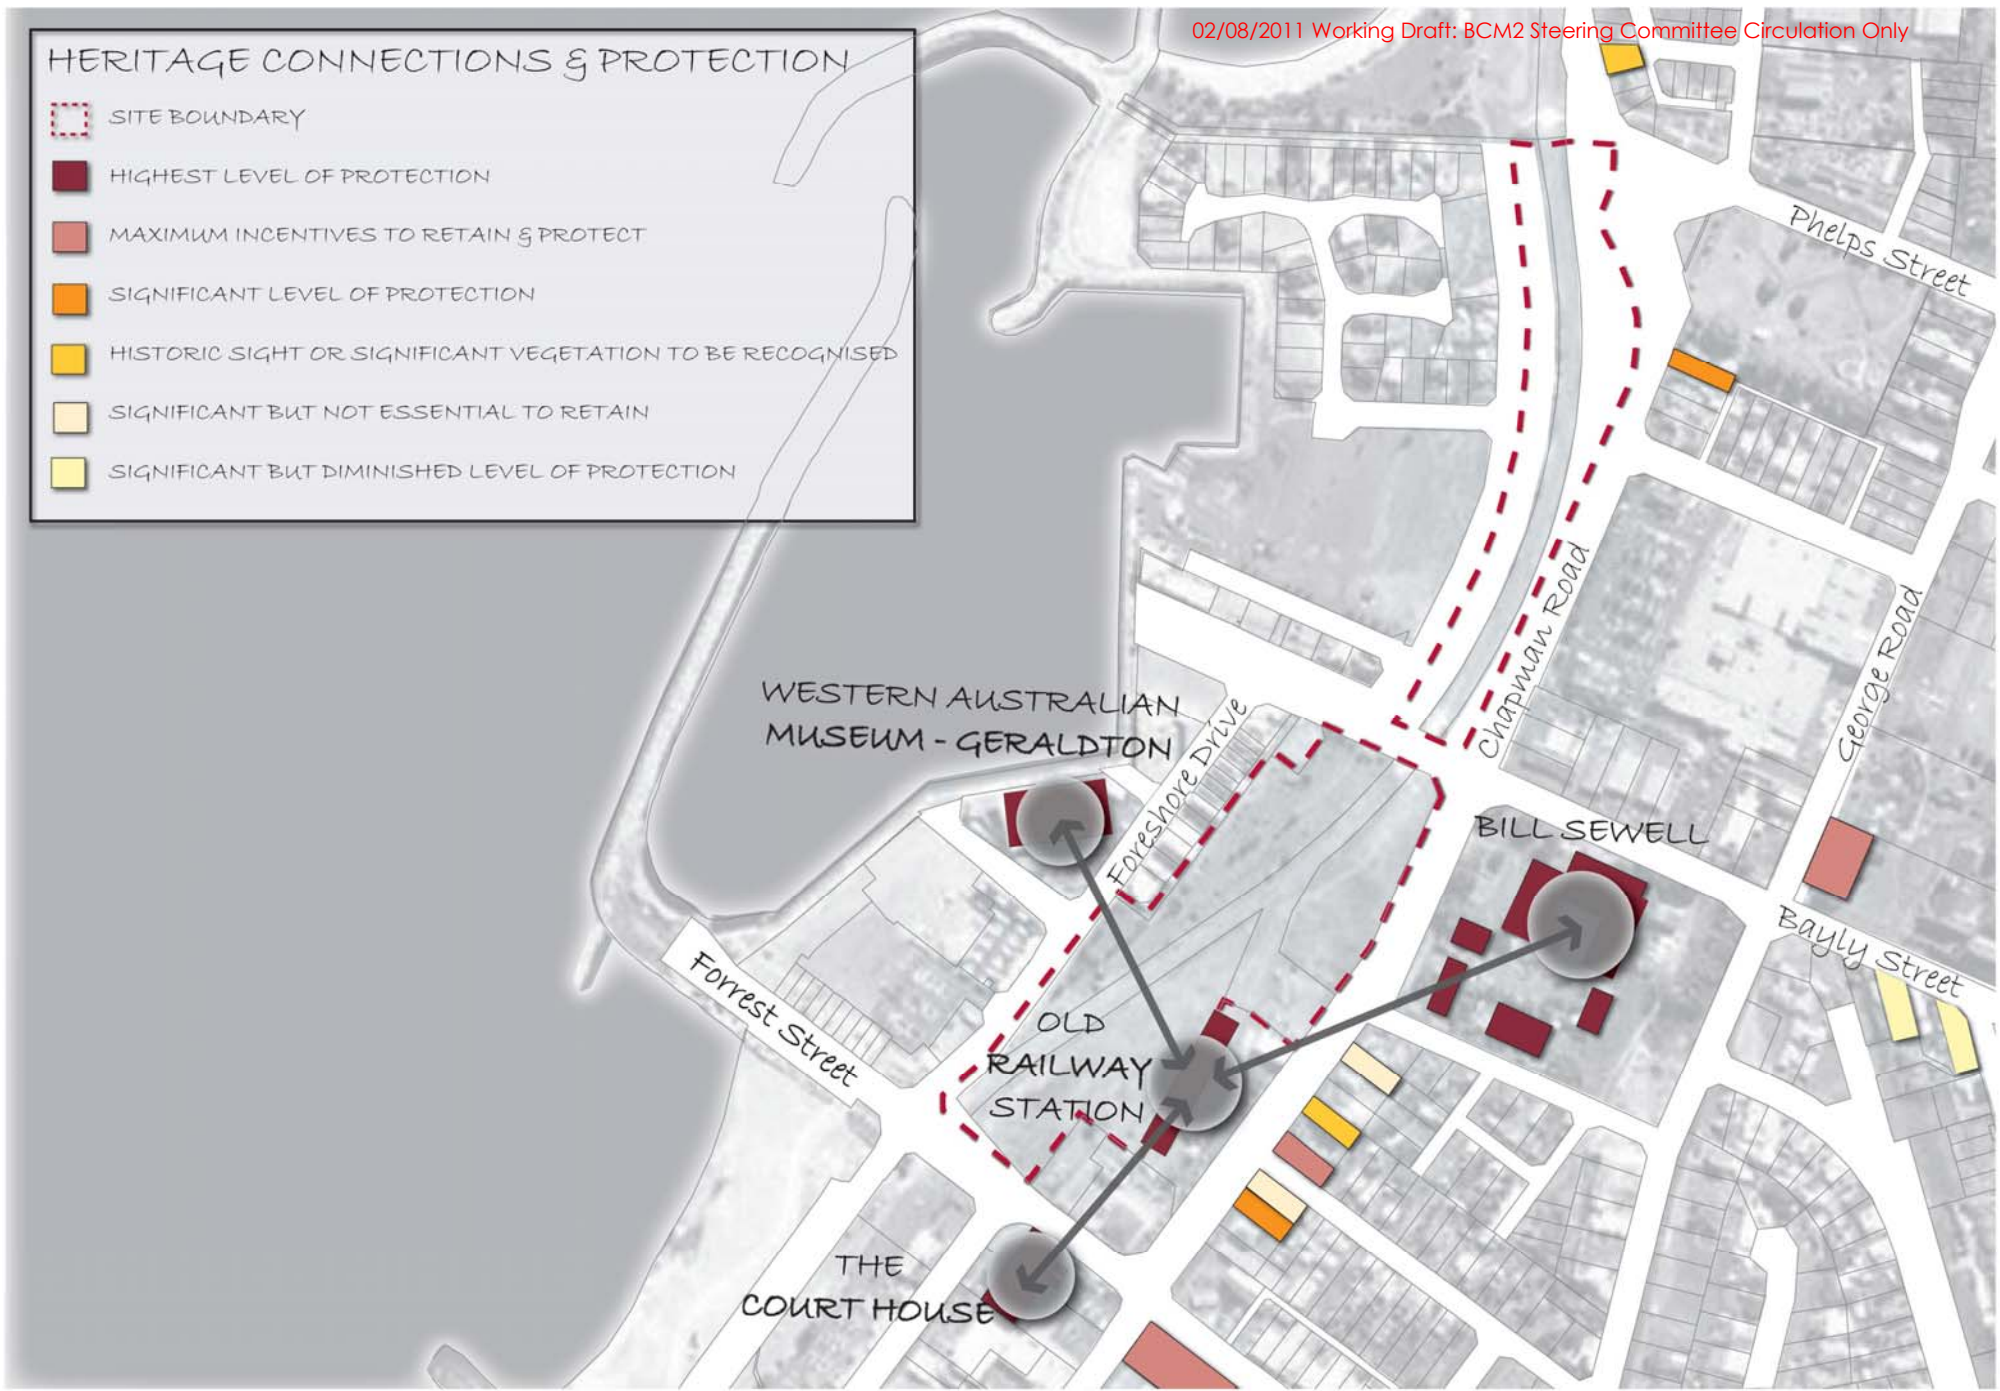 02/08/2011 Working Draft: BCM2 Steering Committee Circulation Only
HERITAGE CONNECTIONS & PROTECTION
SITE BOUNDARY
HIGHEST LEVEL OF PROTECTION
MAXIMUM INCENTIVES TO RETAIN & PROTECT
SIGNIFICANT LEVEL OF PROTECTION
HISTORIC SIGHT OR SIGNIFICANT VEGETATION TO BE RECOGNISED
SIGNIFICANT BUT NOT ESSENTIAL TO RETAIN
SIGNIFICANT BUT DIMINISHED LEVEL OF PROTECTION
Phelps Street
Chapman Road
George Road
WESTERN AUSTRALIAN
MUSEUM - GERALDTON
Foreshore Drive
BILL SEWELL
Bayly Street
Forrest Street
OLD
RAILWAY
STATION
THE
COURT HOUSE